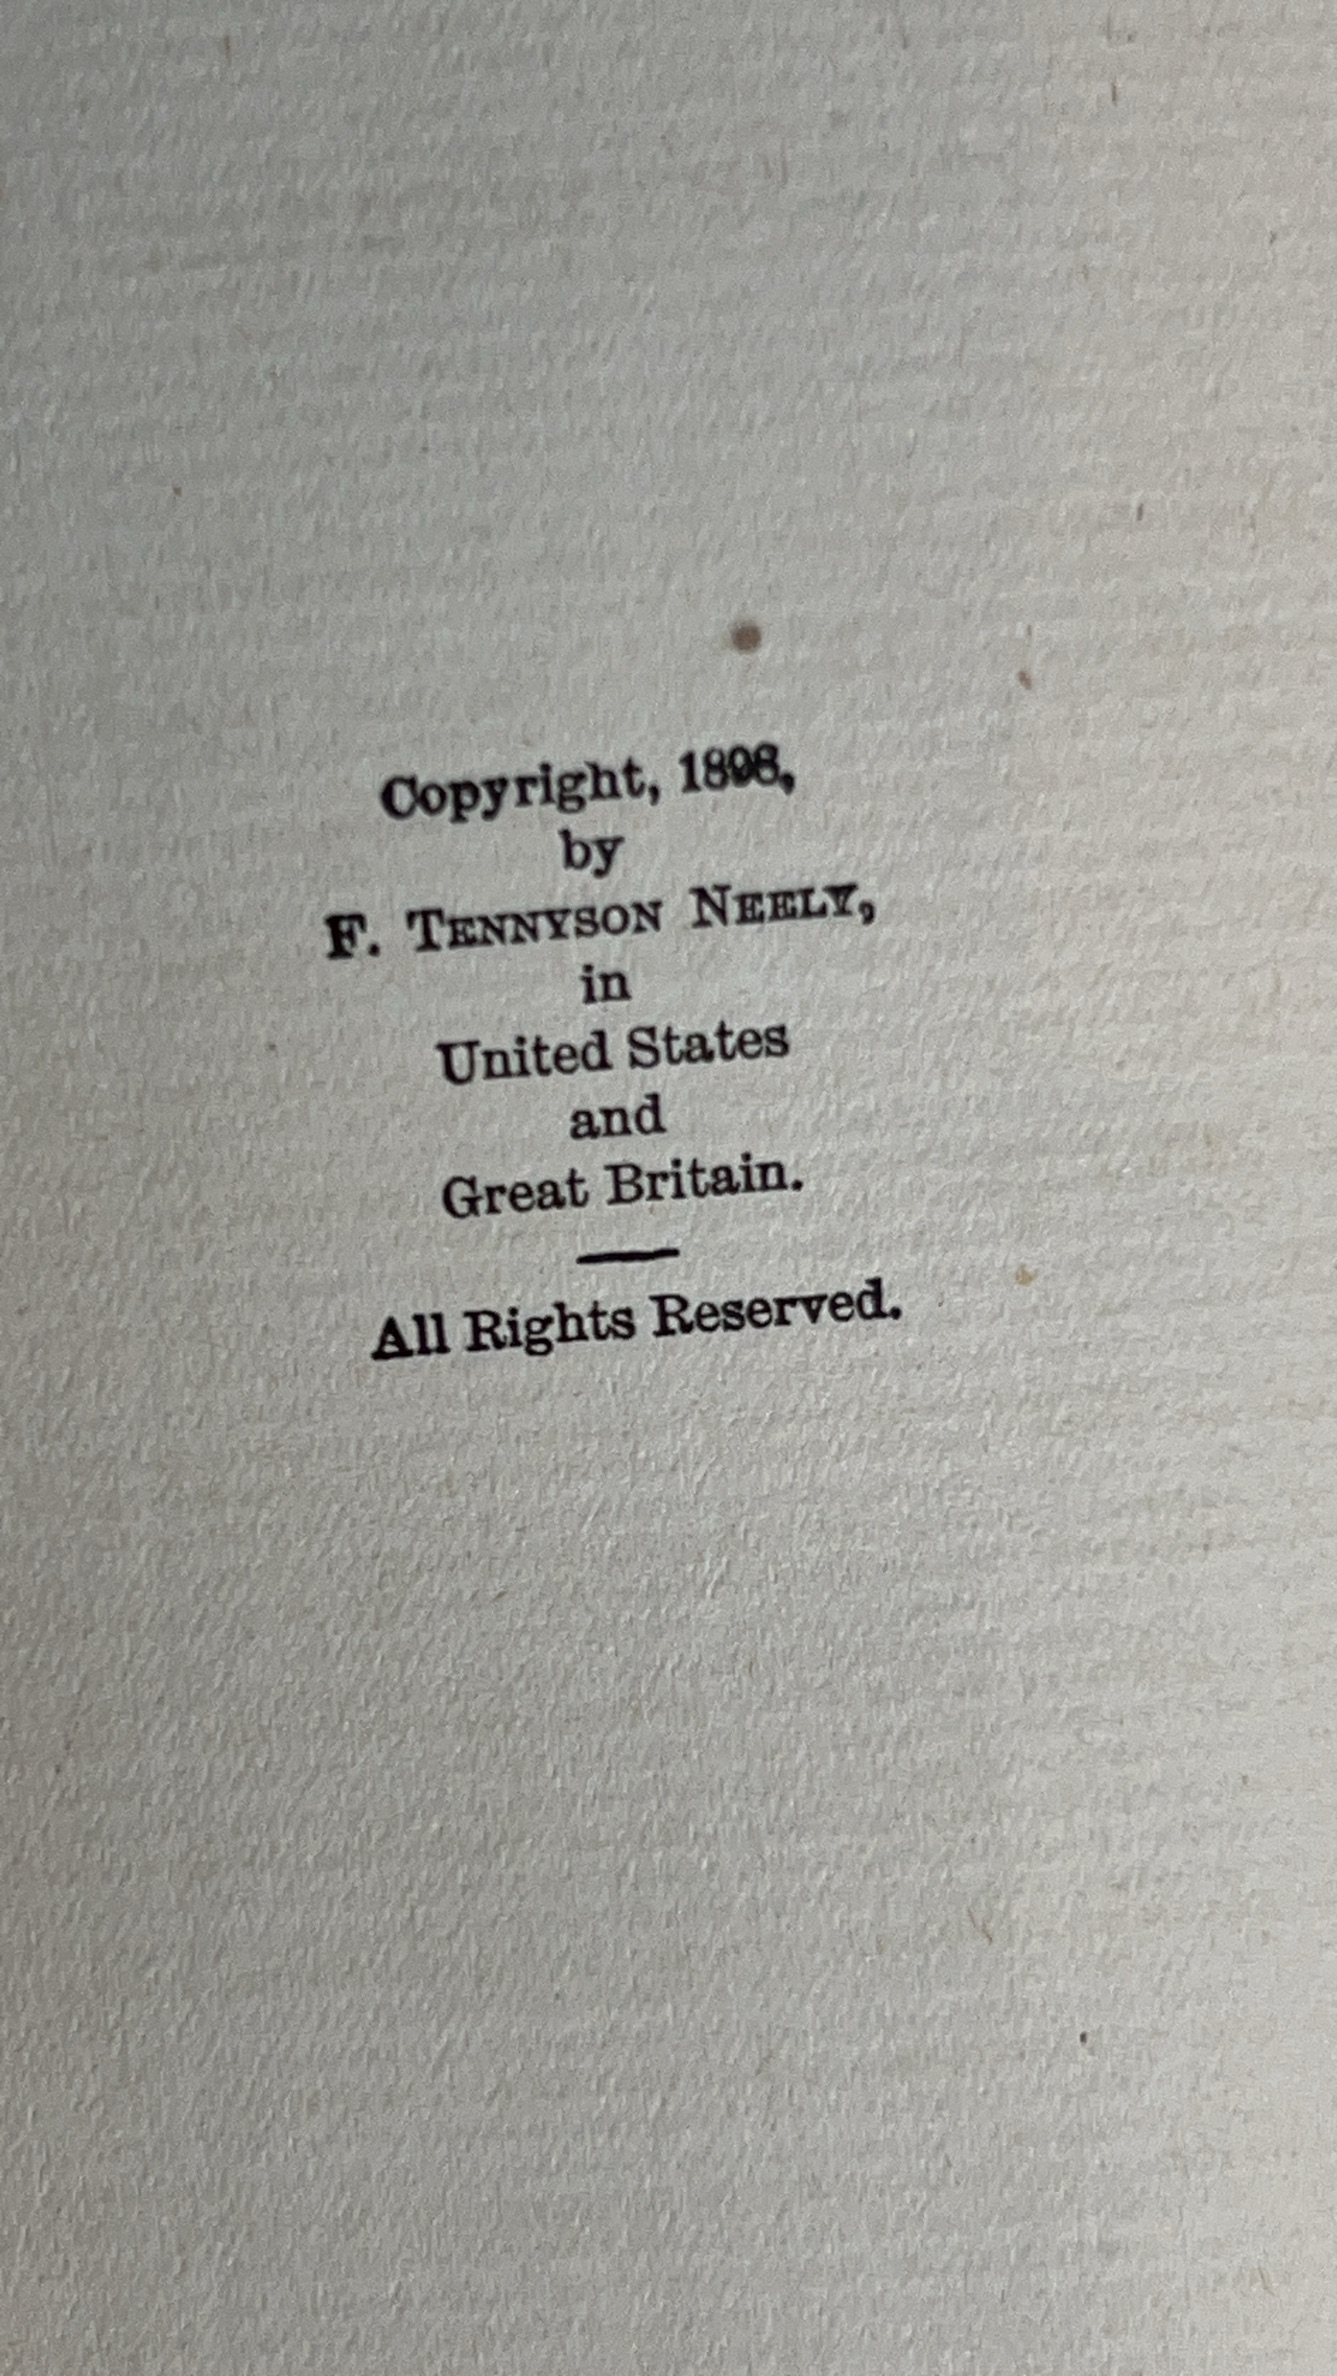 Copyright, 1898,
by
F. TENNYSON NEELY,
in
United States
and
Great Britain.
All Rights Reserved.